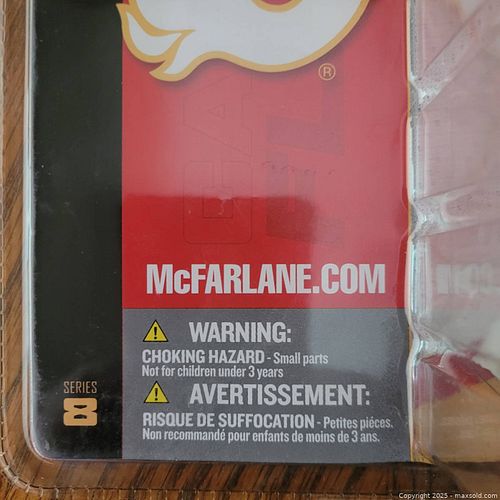 ®
McFARLANE.COM
WARNING:
CHOKING HAZARD - Small parts
Not for children under 3 years
SERIES
8
AVERTISSEMENT:
RISQUE DE SUFFOCATION - Petites pièces.
Non recommandé pour enfants de moins de 3 ans.
Copyright 2025 - maxsold.com